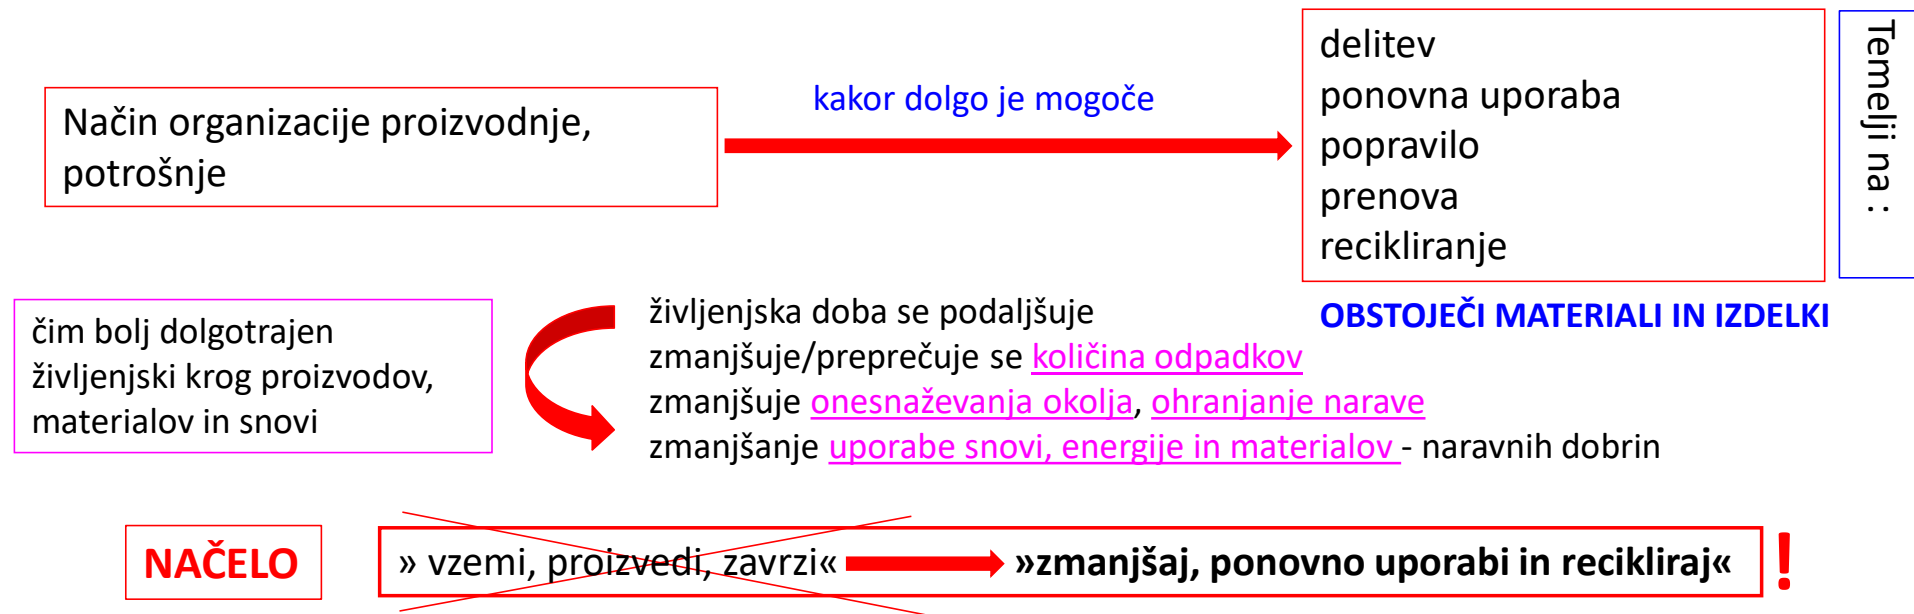 Način organizacije proizvodnje,
potrošnje
kakor dolgo je mogoče
delitev
ponovna uporaba
popravilo
prenova
recikliranje
Temelji na :
OBSTOJEČI MATERIALI IN IZDELKI
čim bolj dolgotrajen
življenjski krog proizvodov,
materialov in snovi
življenjska doba se podaljšuje
zmanjšuje/preprečuje se količina odpadkov
zmanjšuje onesnaževanja okolja, ohranjanje narave
zmanjšanje uporabe snovi, energije in materialov - naravnih dobrin
NAČELO
» vzemi, proizvedi, zavrzi« »zmanjšaj, ponovno uporabi in recikliraj« !